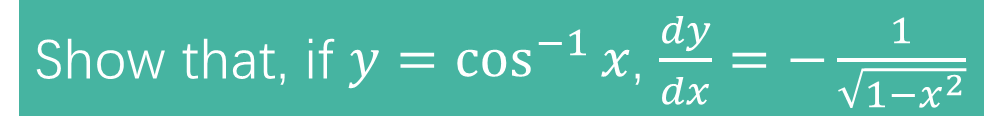 Show that, if y = cos⁻¹ x, dy/dx = − 1/√1−x²